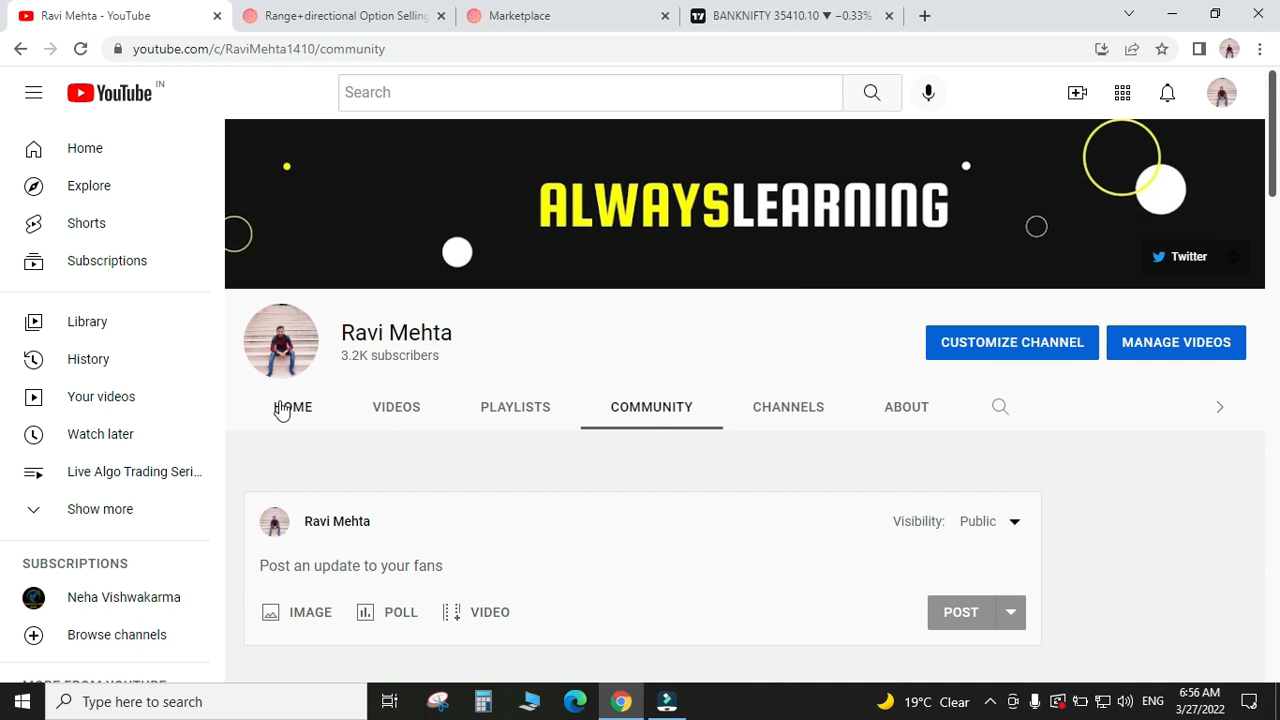 Ravi Mehta - YouTube
Range+directional Option Selling
Marketplace
BANKNIFTY 35410.10 ▼ −0.33%
youtube.com/c/RaviMehta1410/community
YouTube IN
Search
Home
Explore
Shorts
Subscriptions
Library
History
Your videos
Watch later
Live Algo Trading Seri...
Show more
SUBSCRIPTIONS
Neha Vishwakarma
Browse channels
MORE FROM YOUTUBE
ALWAYSLEARNING
Twitter
Ravi Mehta
3.2K subscribers
CUSTOMIZE CHANNEL
MANAGE VIDEOS
HOME
VIDEOS
PLAYLISTS
COMMUNITY
CHANNELS
ABOUT
Ravi Mehta
Visibility: Public
Post an update to your fans
IMAGE
POLL
VIDEO
POST
Type here to search
19°C Clear
ENG
6:56 AM
3/27/2022